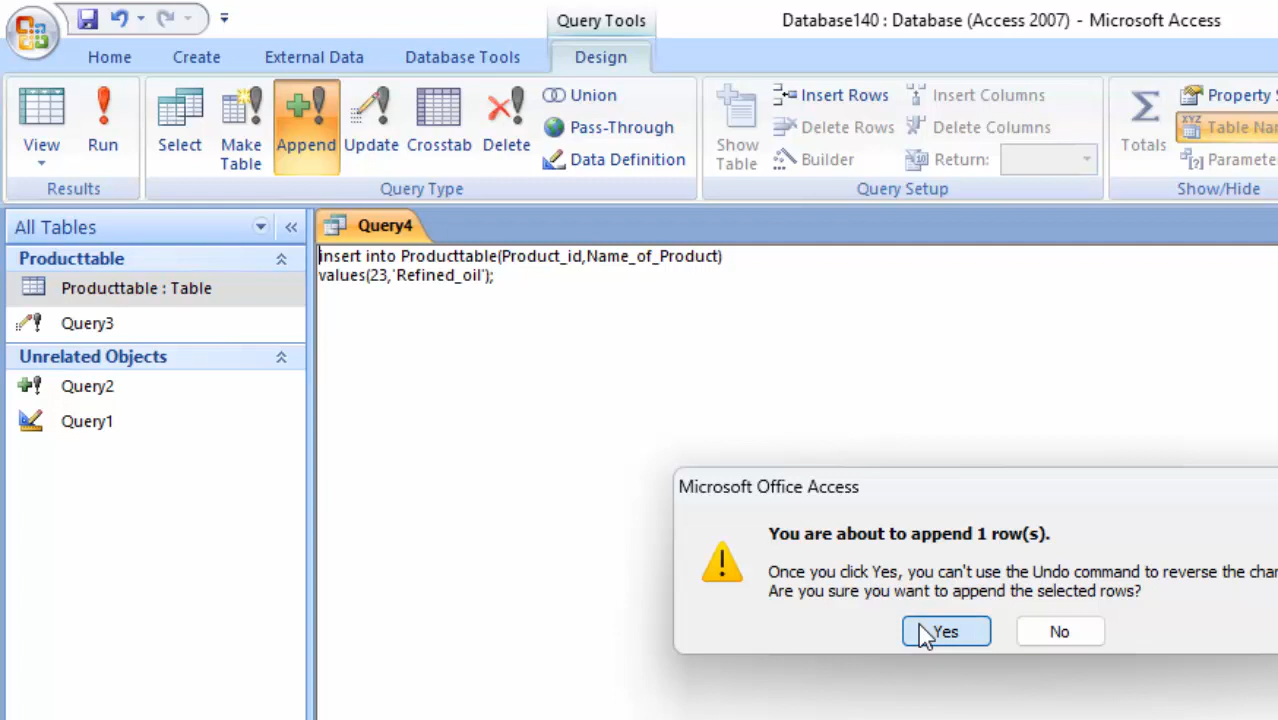 Query Tools
Database140 : Database (Access 2007) - Microsoft Access
Home Create External Data Database Tools Design
View Run Select Make Table Append Update Crosstab Delete
Union
Pass-Through
Data Definition
Show Table
Insert Rows
Delete Rows
Builder
Insert Columns
Delete Columns
Return:
Totals
Property
Table
Results Query Type Query Setup Show/Hide
All Tables
Query4
Producttable
Producttable : Table
Query3
Unrelated Objects
Query2
Query1
insert into Producttable(Product_id,Name_of_Product)
values(23,'Refined_oil');
Microsoft Office Access
You are about to append 1 row(s).
Once you click Yes, you can't use the Undo command to reverse the
Are you sure you want to append the selected rows?
Yes No